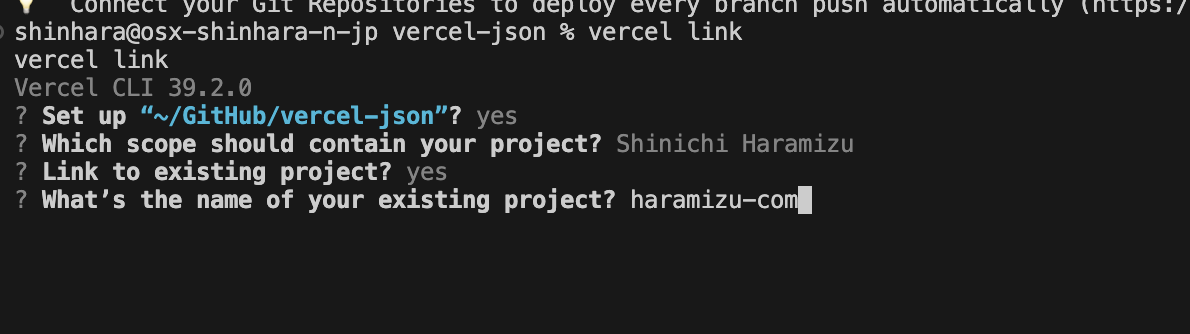 Connect your Git Repositories to deploy every branch push automatically (https:/
shinhara@osx-shinhara-n-jp vercel-json % vercel link
vercel link
Vercel CLI 39.2.0
? Set up “~/GitHub/vercel-json”? yes
? Which scope should contain your project? Shinichi Haramizu
? Link to existing project? yes
? What’s the name of your existing project? haramizu-com